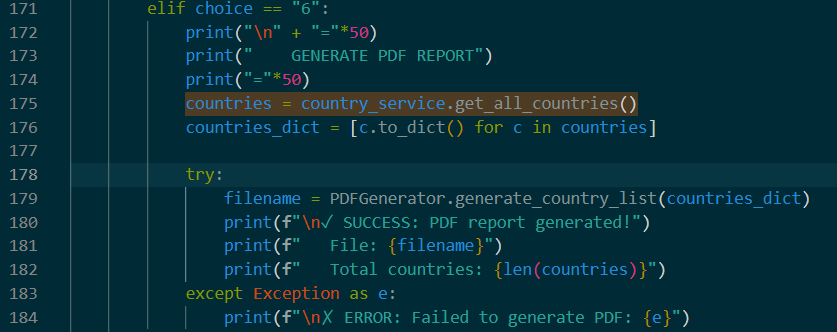 171 elif choice == "6":
172 print("\n" + "="*50)
173 print("    GENERATE PDF REPORT")
174 print("="*50)
175 countries = country_service.get_all_countries()
176 countries_dict = [c.to_dict() for c in countries]
177
178 try:
179 filename = PDFGenerator.generate_country_list(countries_dict)
180 print(f"\n✓ SUCCESS: PDF report generated!")
181 print(f"   File: {filename}")
182 print(f"   Total countries: {len(countries)}")
183 except Exception as e:
184 print(f"\n✗ ERROR: Failed to generate PDF: {e}")